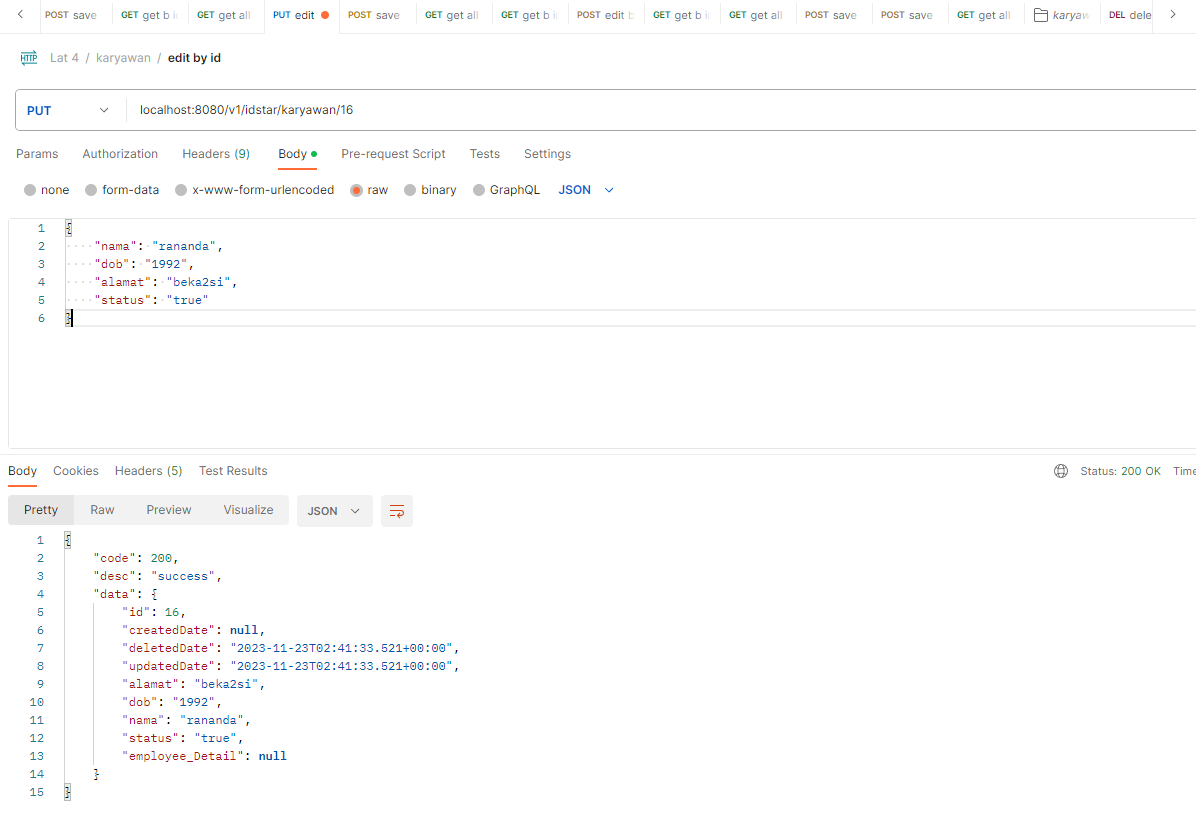 POST save GET get b GET get all PUT edit POST save GET get all GET get b POST edit GET get b GET get all POST save POST save GET get all karyaw DEL dele
HTTP Lat 4 / karyawan / edit by id
PUT localhost:8080/v1/idstar/karyawan/16
Params Authorization Headers (9) Body Pre-request Script Tests Settings
none form-data x-www-form-urlencoded raw binary GraphQL JSON
1 {
2 "nama": "rananda",
3 "dob": "1992",
4 "alamat": "beka2si",
5 "status": "true"
6 }
Body Cookies Headers (5) Test Results Status: 200 OK Time
Pretty Raw Preview Visualize JSON
1 {
2 "code": 200,
3 "desc": "success",
4 "data": {
5 "id": 16,
6 "createdDate": null,
7 "deletedDate": "2023-11-23T02:41:33.521+00:00",
8 "updatedDate": "2023-11-23T02:41:33.521+00:00",
9 "alamat": "beka2si",
10 "dob": "1992",
11 "nama": "rananda",
12 "status": "true",
13 "employee_Detail": null
14 }
15 }